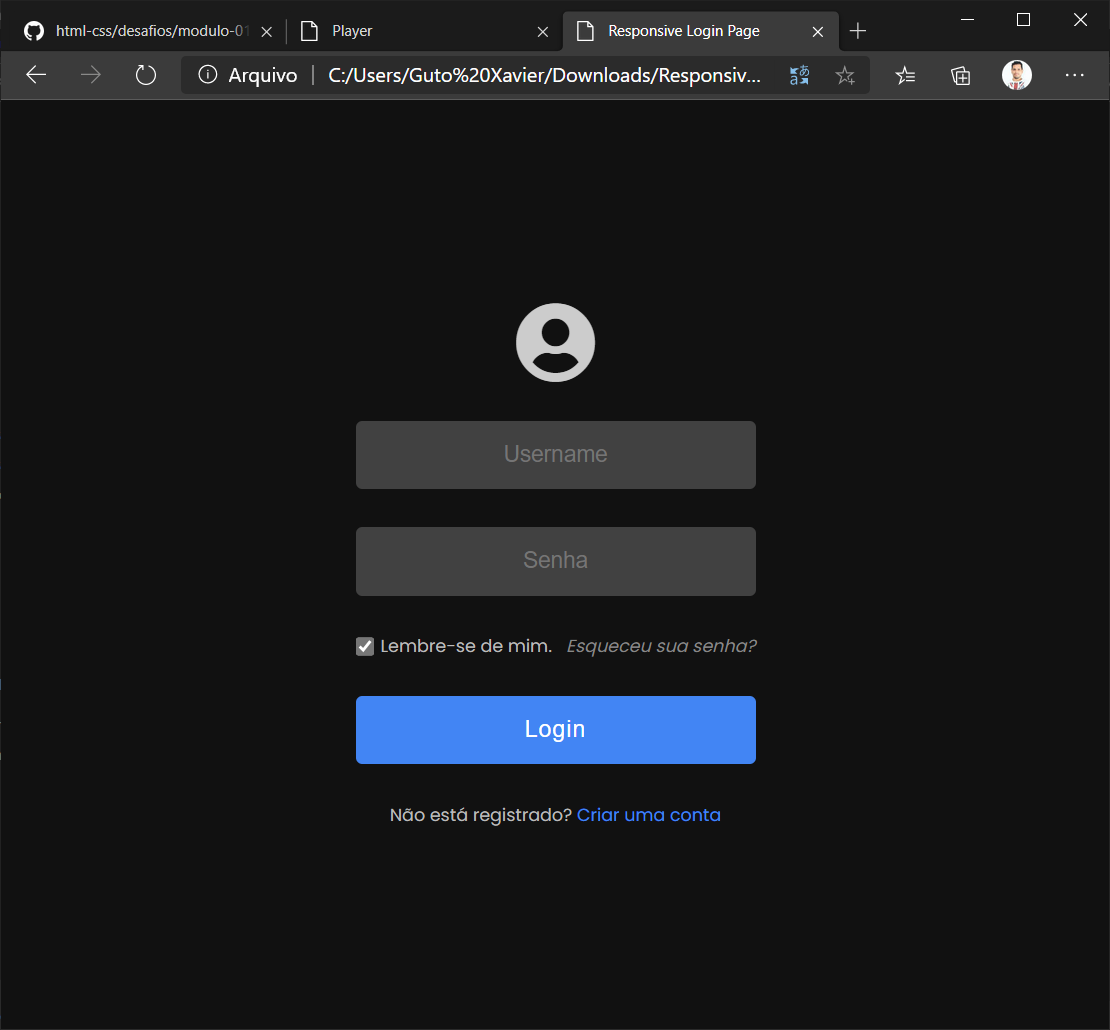 html-css/desafios/modulo-01
Player
Responsive Login Page
Arquivo | C:/Users/Guto%20Xavier/Downloads/Responsiv...
Username
Senha
Lembre-se de mim. Esqueceu sua senha?
Login
Não está registrado? Criar uma conta